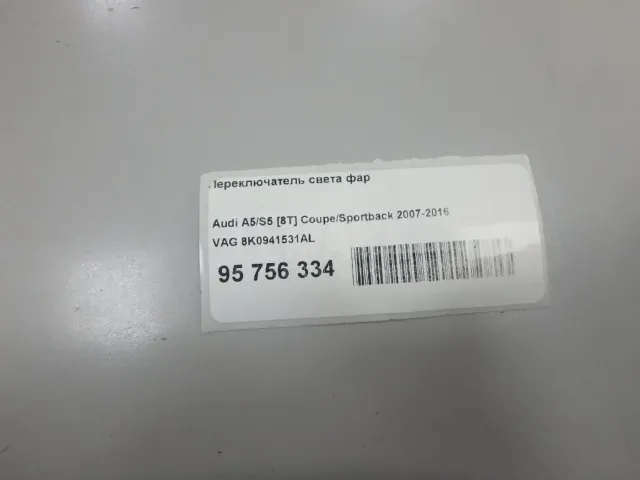 Переключатель света фар
Audi A5/S5 [8T] Coupe/Sportback 2007-2016
VAG 8K0941531AL
95 756 334